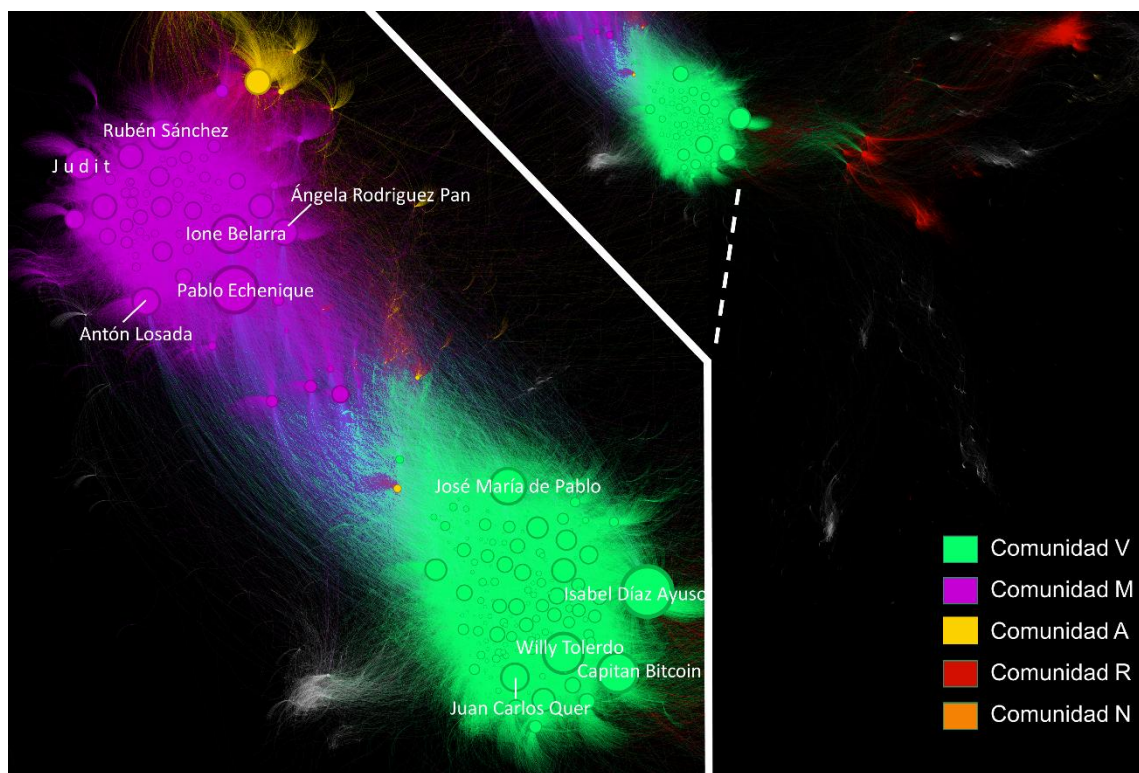 Rubén Sánchez
J u d i t
Ángela Rodriguez Pan
Ione Belarra
Pablo Echenique
Antón Losada
José María de Pablo
Isabel Díaz Ayuso
Willy Tolerdo
Capitan Bitcoin
Juan Carlos Quer
Comunidad V
Comunidad M
Comunidad A
Comunidad R
Comunidad N